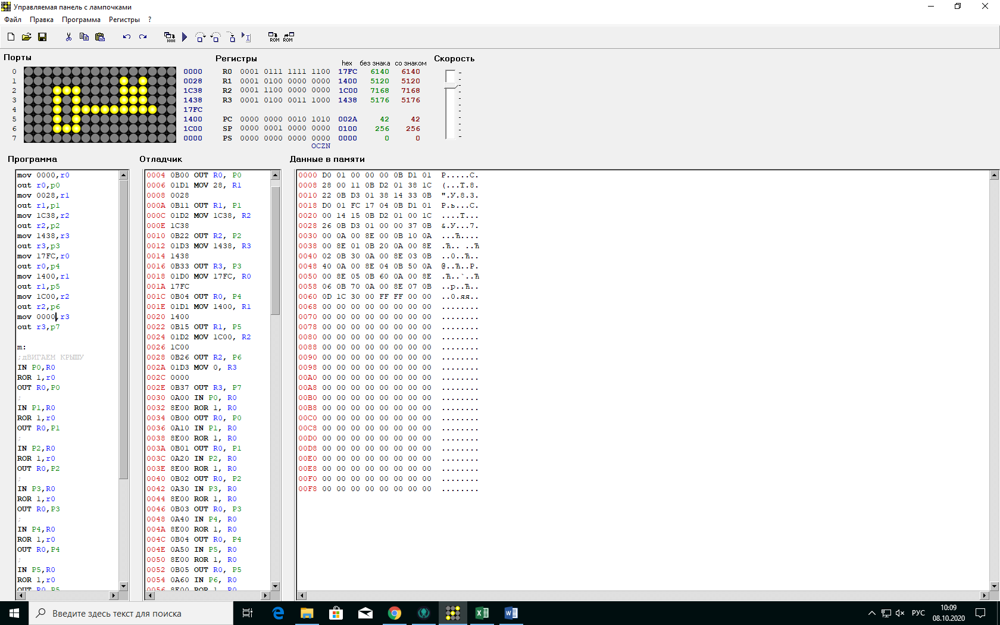 Управляемая панель с лампочками
Файл Правка Программа Регистры ?
ROM ROM
Порты
0 0000
1 0028
2 1C38
3 1438
4 17FC
5 1400
6 1C00
7 0000
Регистры hex без знака со знаком
R0 0001 0111 1111 1100 17FC 6140 6140
R1 0001 0100 0000 0000 1400 5120 5120
R2 0001 1100 0000 0000 1C00 7168 7168
R3 0001 0100 0011 1000 1438 5176 5176
PC 0000 0000 0010 1010 002A 42 42
SP 0000 0001 0000 0000 0100 256 256
PS 0000 0000 0000 0000 0000 0 0
OCZN
Скорость
Программа
mov 0000,r0
out r0,p0
mov 0028,r1
out r1,p1
mov 1C38,r2
out r2,p2
mov 1438,r3
out r3,p3
mov 17FC,r0
out r0,p4
mov 1400,r1
out r1,p5
mov 1C00,r2
out r2,p6
mov 0000,r3
out r3,p7
m:
;дВИГАЕМ КРЫШУ
IN P0,R0
ROR 1,r0
OUT R0,P0
;
IN P1,R0
ROR 1,r0
OUT R0,P1
;
IN P2,R0
ROR 1,r0
OUT R0,P2
;
IN P3,R0
ROR 1,r0
OUT R0,P3
;
IN P4,R0
ROR 1,r0
OUT R0,P4
;
IN P5,R0
ROR 1,r0
OUT R0,P5
Отладчик
0004 0B00 OUT R0, P0
0006 01D1 MOV 28, R1
0008 0028
000A 0B11 OUT R1, P1
000C 01D2 MOV 1C38, R2
000E 1C38
0010 0B22 OUT R2, P2
0012 01D3 MOV 1438, R3
0014 1438
0016 0B33 OUT R3, P3
0018 01D0 MOV 17FC, R0
001A 17FC
001C 0B04 OUT R0, P4
001E 01D1 MOV 1400, R1
0020 1400
0022 0B15 OUT R1, P5
0024 01D2 MOV 1C00, R2
0026 1C00
0028 0B26 OUT R2, P6
002A 01D3 MOV 0, R3
002C 0000
002E 0B37 OUT R3, P7
0030 0A00 IN P0, R0
0032 8E00 ROR 1, R0
0034 0B00 OUT R0, P0
0036 0A10 IN P1, R0
0038 8E00 ROR 1, R0
003A 0B01 OUT R0, P1
003C 0A20 IN P2, R0
003E 8E00 ROR 1, R0
0040 0B02 OUT R0, P2
0042 0A30 IN P3, R0
0044 8E00 ROR 1, R0
0046 0B03 OUT R0, P3
0048 0A40 IN P4, R0
004A 8E00 ROR 1, R0
004C 0B04 OUT R0, P4
004E 0A50 IN P5, R0
0050 8E00 ROR 1, R0
0052 0B05 OUT R0, P5
0054 0A60 IN P6, R0
0056 8E00 ROR 1, R0
Данные в памяти
0000 D0 01 00 00 00 0B D1 01 Р.....С.
0008 28 00 11 0B D2 01 38 1C (...Т.8.
0010 22 0B D3 01 38 14 33 0B ".У.8.3.
0018 D0 01 FC 17 04 0B D1 01 Р.ь...С.
0020 00 14 15 0B D2 01 00 1C ....Т...
0028 26 0B D3 01 00 00 37 0B &.У...7.
0030 00 0A 00 8E 00 0B 10 0A ...Ћ....
0038 00 8E 01 0B 20 0A 00 8E .Ћ.. ..Ћ
0040 02 0B 30 0A 00 8E 03 0B ..0..Ћ..
0048 40 0A 00 8E 04 0B 50 0A @..Ћ..P.
0050 00 8E 05 0B 60 0A 00 8E .Ћ..`..Ћ
0058 06 0B 70 0A 00 8E 07 0B ..p..Ћ..
0060 0D 1C 30 00 FF FF 00 00 ..0.яя..
0068 00 00 00 00 00 00 00 00 ........
0070 00 00 00 00 00 00 00 00 ........
0078 00 00 00 00 00 00 00 00 ........
0080 00 00 00 00 00 00 00 00 ........
0088 00 00 00 00 00 00 00 00 ........
0090 00 00 00 00 00 00 00 00 ........
0098 00 00 00 00 00 00 00 00 ........
00A0 00 00 00 00 00 00 00 00 ........
00A8 00 00 00 00 00 00 00 00 ........
00B0 00 00 00 00 00 00 00 00 ........
00B8 00 00 00 00 00 00 00 00 ........
00C0 00 00 00 00 00 00 00 00 ........
00C8 00 00 00 00 00 00 00 00 ........
00D0 00 00 00 00 00 00 00 00 ........
00D8 00 00 00 00 00 00 00 00 ........
00E0 00 00 00 00 00 00 00 00 ........
00E8 00 00 00 00 00 00 00 00 ........
00F0 00 00 00 00 00 00 00 00 ........
00F8 00 00 00 00 00 00 00 00 ........
Введите здесь текст для поиска
РУС
10:09
08.10.2020